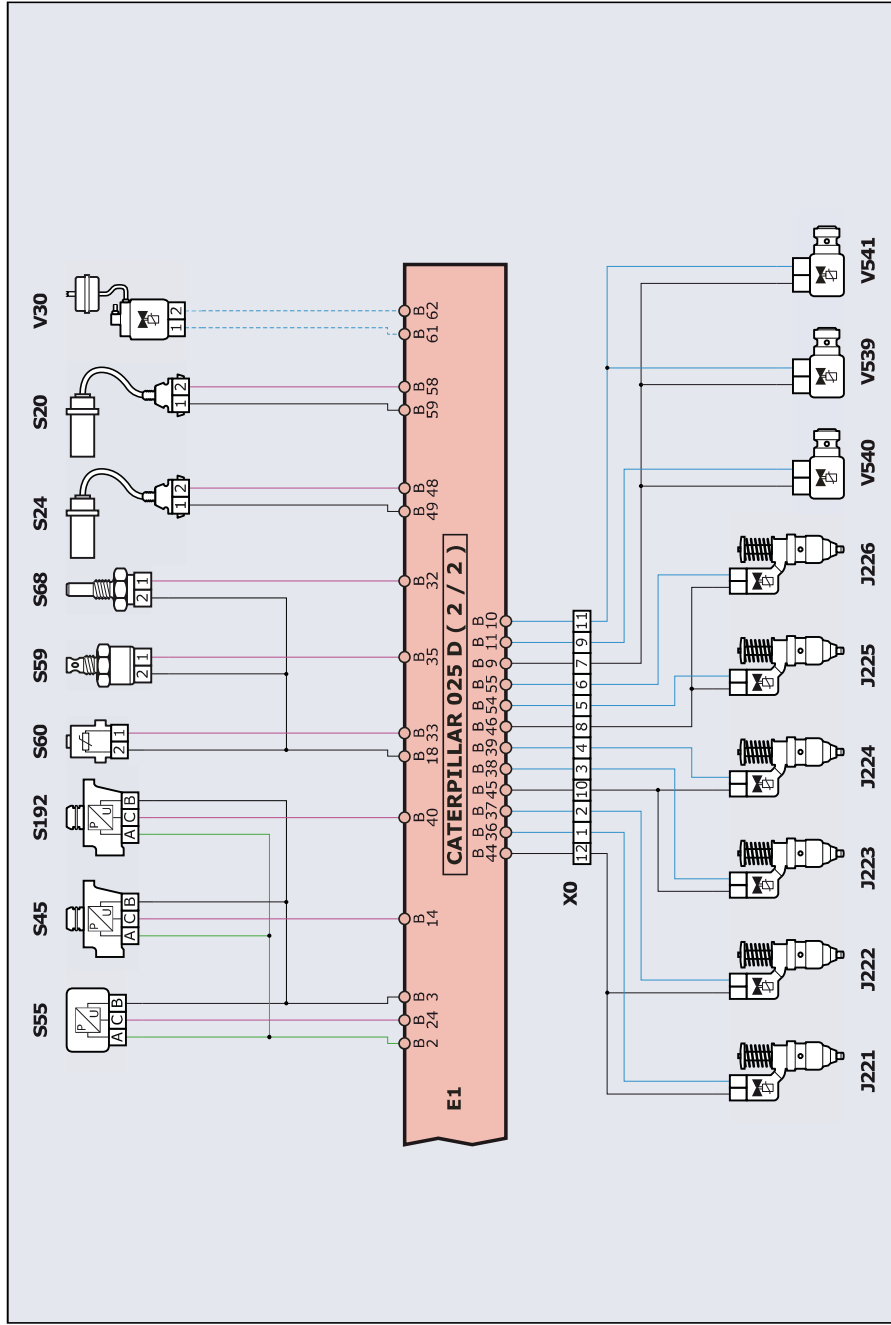 S55 S45 S192 S60 S59 S68 S24 S20 V30
A C B A C B A C B 2 1 2 1 2 1 1 2 1 2 1 2
B B B B B B B B B B B B B B B B
2 24 3 14 40 18 33 35 32 49 48 59 58 61 62
CATERPILLAR 025 D ( 2 / 2 )
E1
B B B B B B B B B B B B
44 36 37 45 38 39 46 54 55 9 11 10
X0
12 1 2 10 3 4 8 5 6 7 9 11
J221 J222 J223 J224 J225 J226 V540 V539 V541